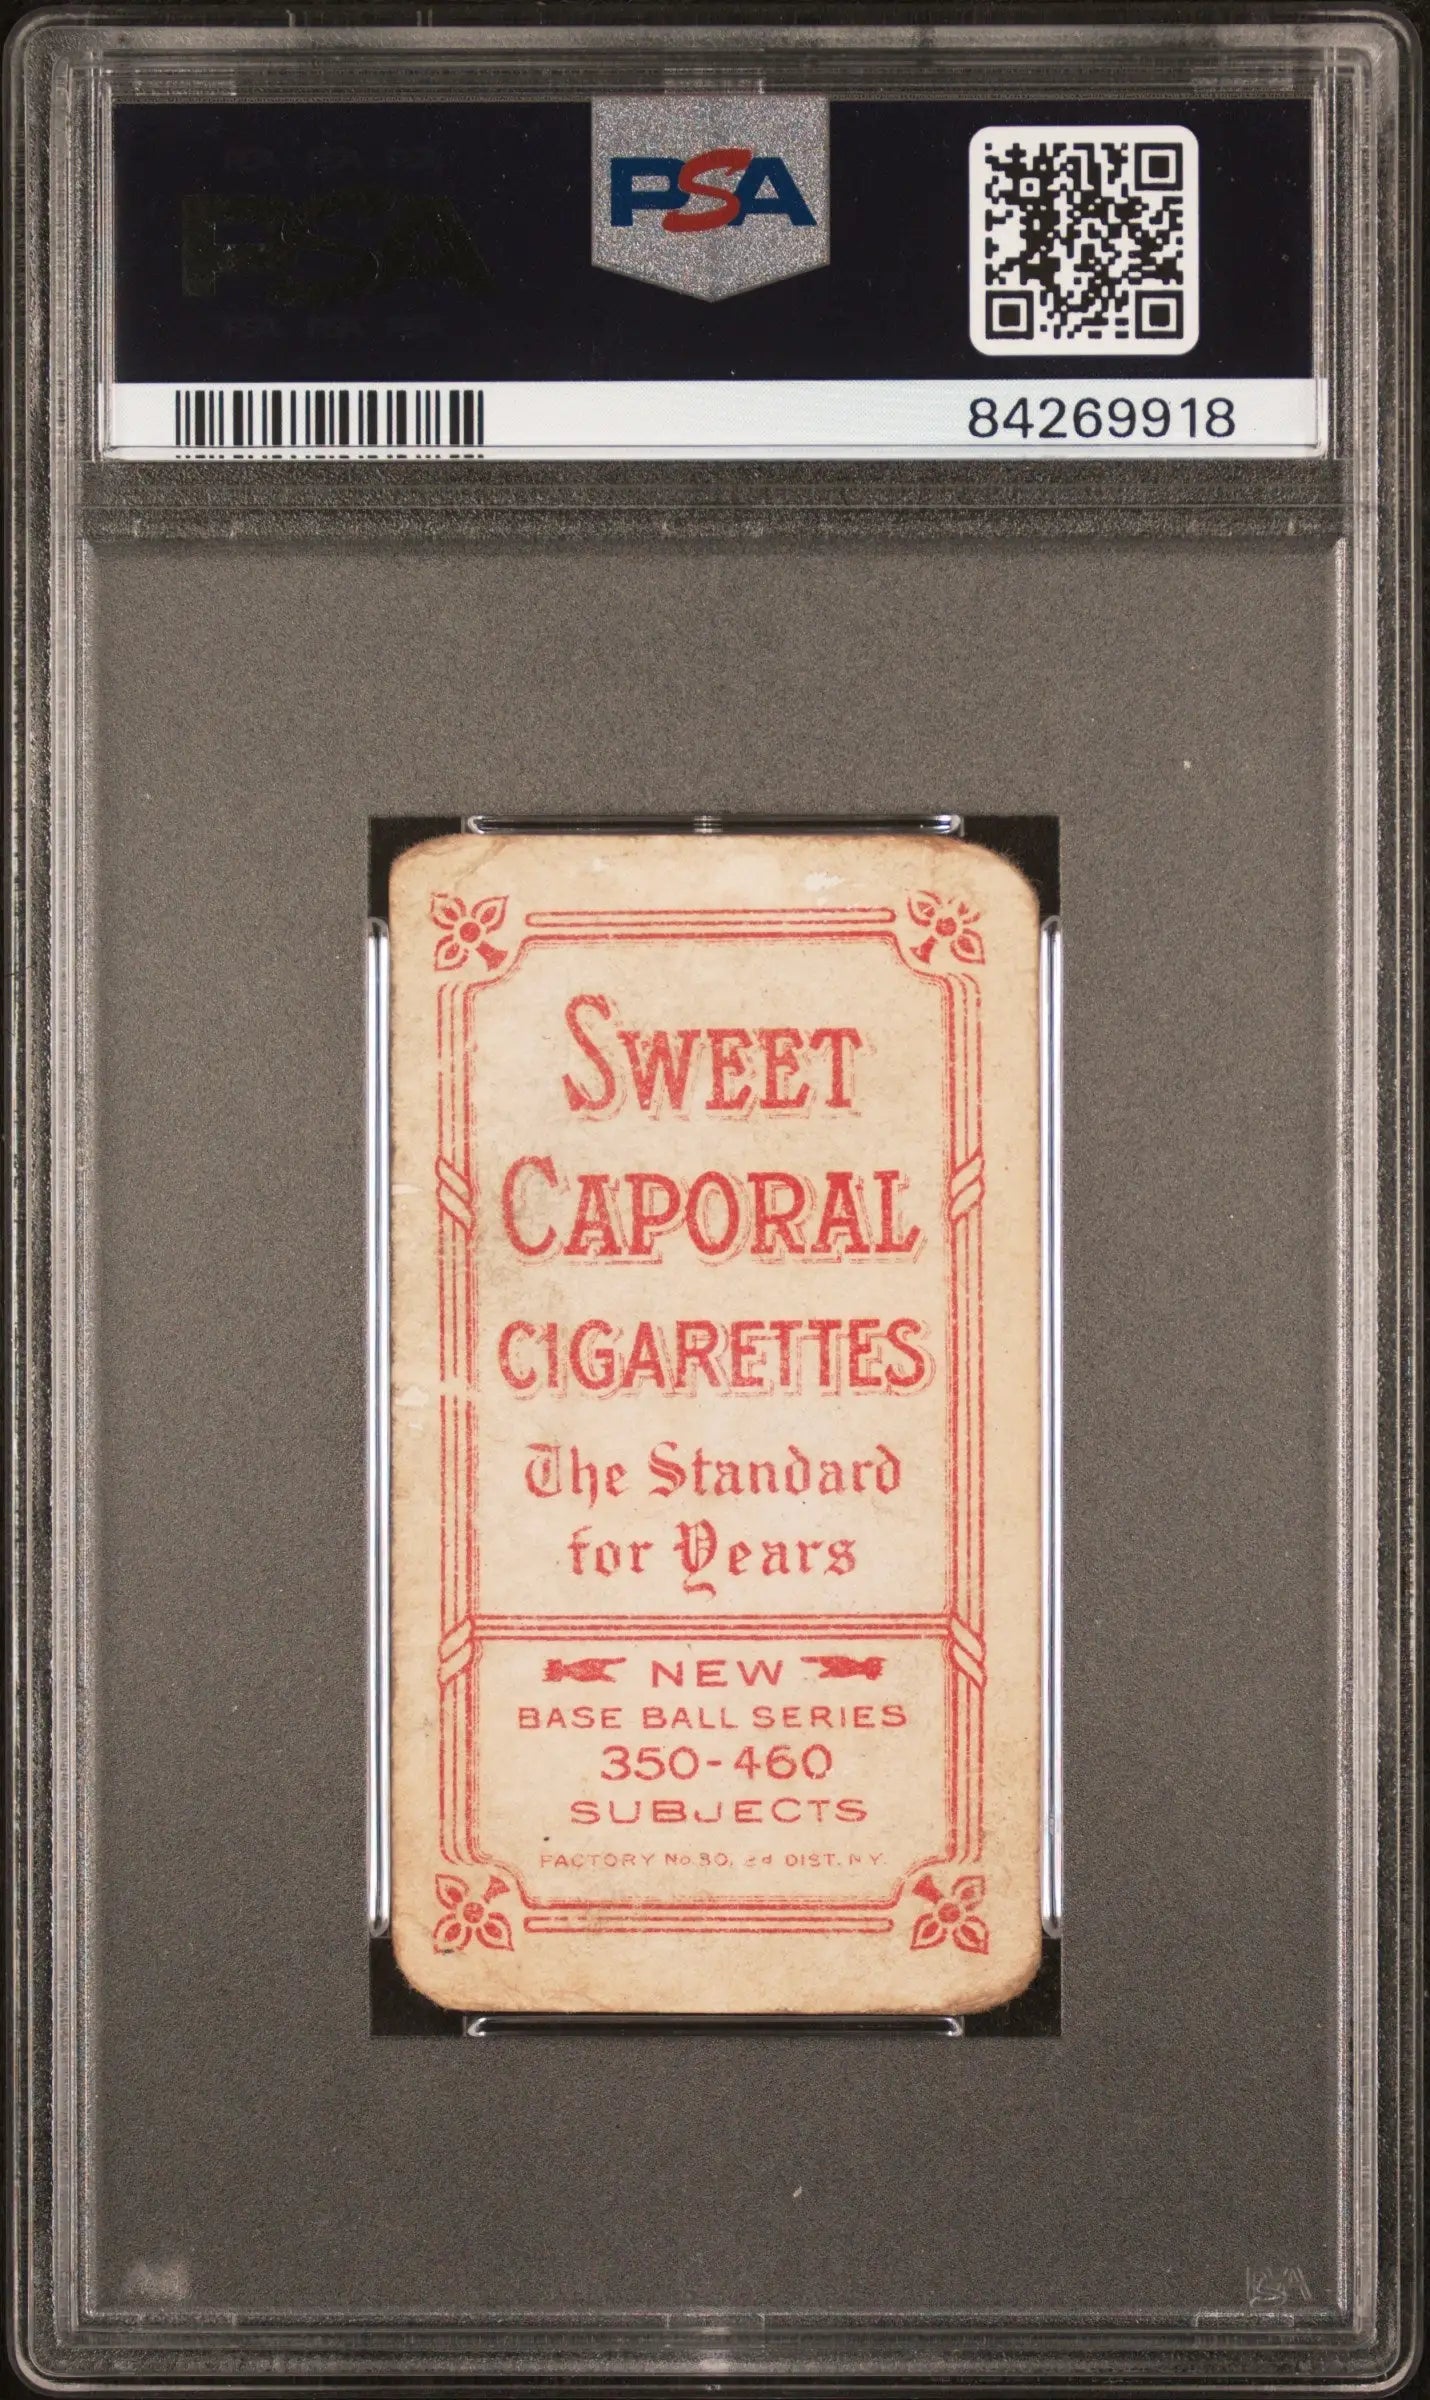 PSA
84269918
SWEET
CAPORAL
CIGARETTES
The Standard
for Years
NEW
BASE BALL SERIES
350-460
SUBJECTS
FACTORY No 30, 2d DIST. N.Y.
PSA